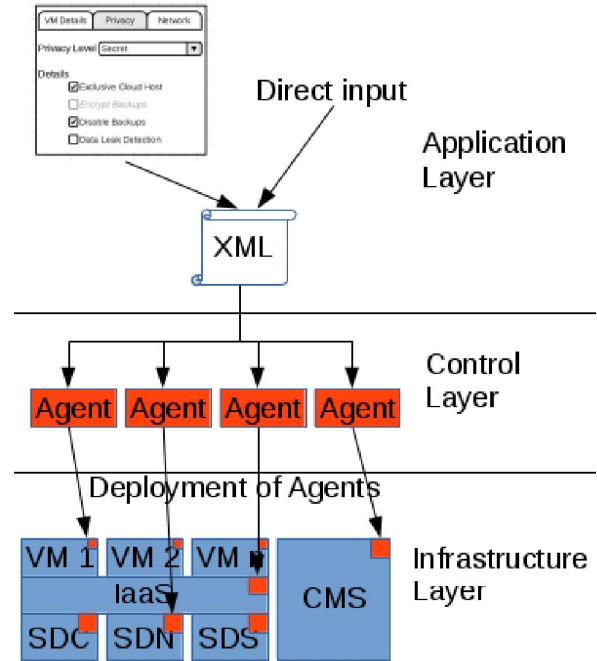 VM Details Privacy Network
Privacy Level Secret
Details
Exclusive Cloud Host
Encrypt Backups
Disable Backups
Data Leak Detection
Direct input
Application
Layer
XML
Control
Layer
Agent Agent Agent Agent
Deployment of Agents
VM 1 VM 2 VM n
IaaS
SDC SDN SDS
CMS
Infrastructure
Layer